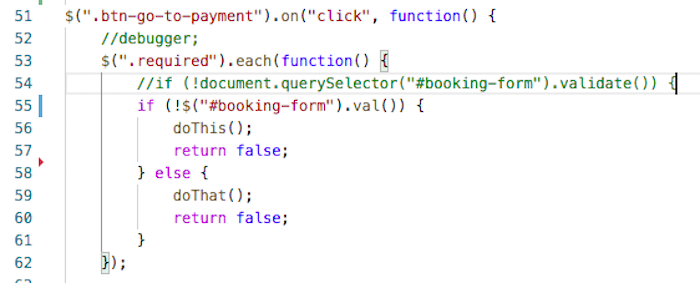 51 $(".btn-go-to-payment").on("click", function() {
52 //debugger;
53 $(".required").each(function() {
54 //if (!document.querySelector("#booking-form").validate()) {
55 if (!$("#booking-form").val()) {
56 doThis();
57 return false;
58 } else {
59 doThat();
60 return false;
61 }
62 });